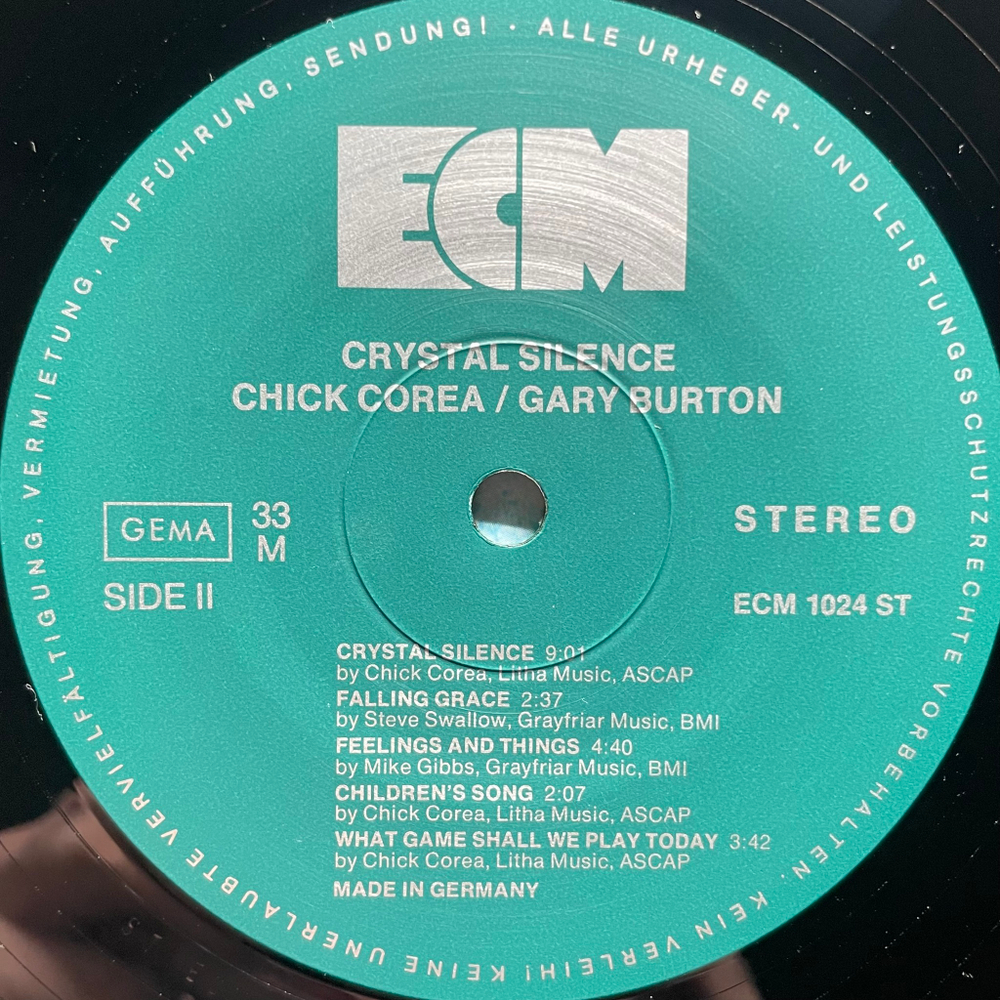 ALLE URHEBER- UND LEISTUNGSSCHUTZRECHTE VORBEHALTEN. KEIN VERLEIH! KEINE UNERLAUBTE VERVIELFÄLTIGUNG, VERMIETUNG, AUFFÜHRUNG, SENDUNG! ·
ECM
CRYSTAL SILENCE
CHICK COREA / GARY BURTON
GEMA 33 STEREO
M
SIDE II ECM 1024 ST
CRYSTAL SILENCE 9:01
by Chick Corea, Litha Music, ASCAP
FALLING GRACE 2:37
by Steve Swallow, Grayfriar Music, BMI
FEELINGS AND THINGS 4:40
by Mike Gibbs, Grayfriar Music, BMI
CHILDREN'S SONG 2:07
by Chick Corea, Litha Music, ASCAP
WHAT GAME SHALL WE PLAY TODAY 3:42
by Chick Corea, Litha Music, ASCAP
MADE IN GERMANY